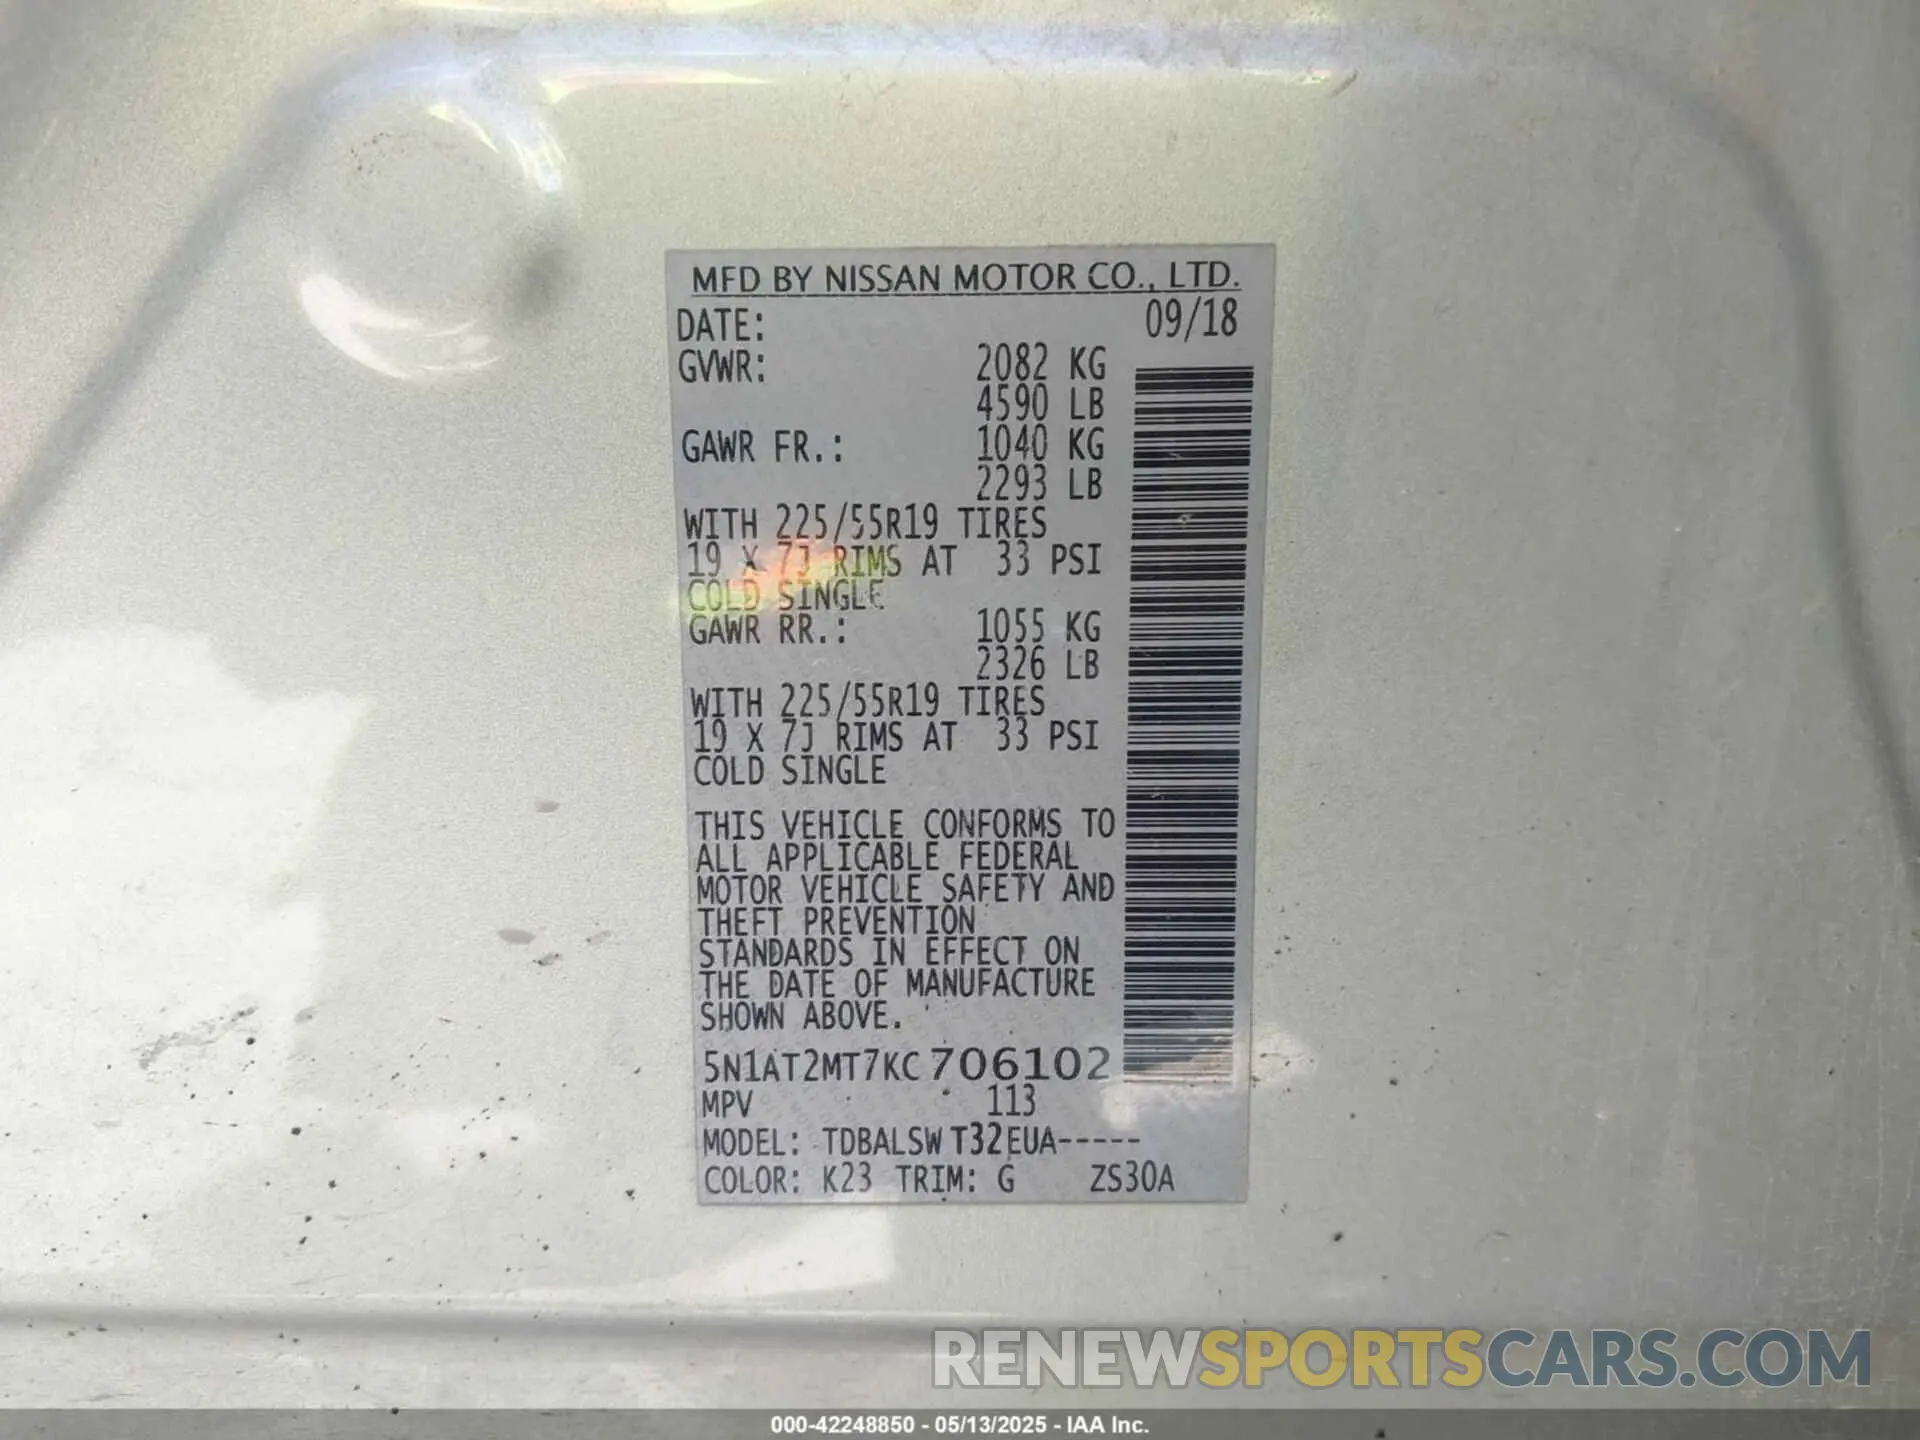 MFD BY NISSAN MOTOR CO., LTD.
DATE: 09/18
GVWR: 2082 KG
4590 LB
GAWR FR.: 1040 KG
2293 LB
WITH 225/55R19 TIRES
19 X 7J RIMS AT 33 PSI
COLD SINGLE
GAWR RR.: 1055 KG
2326 LB
WITH 225/55R19 TIRES
19 X 7J RIMS AT 33 PSI
COLD SINGLE
THIS VEHICLE CONFORMS TO
ALL APPLICABLE FEDERAL
MOTOR VEHICLE SAFETY AND
THEFT PREVENTION
STANDARDS IN EFFECT ON
THE DATE OF MANUFACTURE
SHOWN ABOVE.
5N1AT2MT7KC706102
MPV 113
MODEL: TDBALSWT32EUA-----
COLOR: K23 TRIM: G ZS30A
RENEWSPORTSCARS.COM
000-42248850 - 05/13/2025 - IAA Inc.